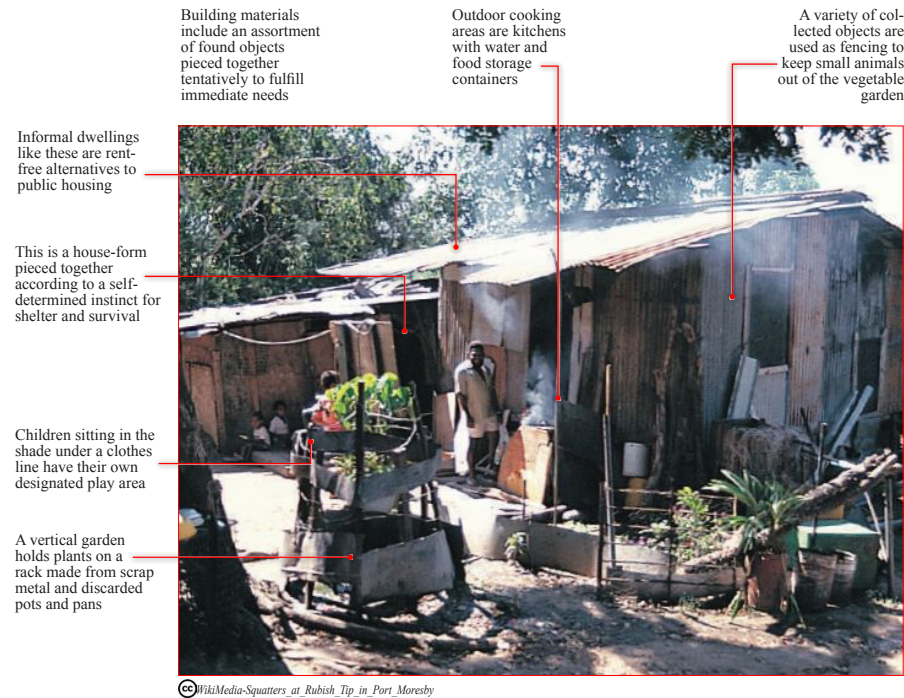 Building materials
include an assortment
of found objects
pieced together
tentatively to fulfill
immediate needs
Outdoor cooking
areas are kitchens
with water and
food storage
containers
A variety of col-
lected objects are
used as fencing to
keep small animals
out of the vegetable
garden
Informal dwellings
like these are rent-
free alternatives to
public housing
This is a house-form
pieced together
according to a self-
determined instinct for
shelter and survival
Children sitting in the
shade under a clothes
line have their own
designated play area
A vertical garden
holds plants on a
rack made from scrap
metal and discarded
pots and pans
cc WikiMedia-Squatters_at_Rubish_Tip_in_Port_Moresby